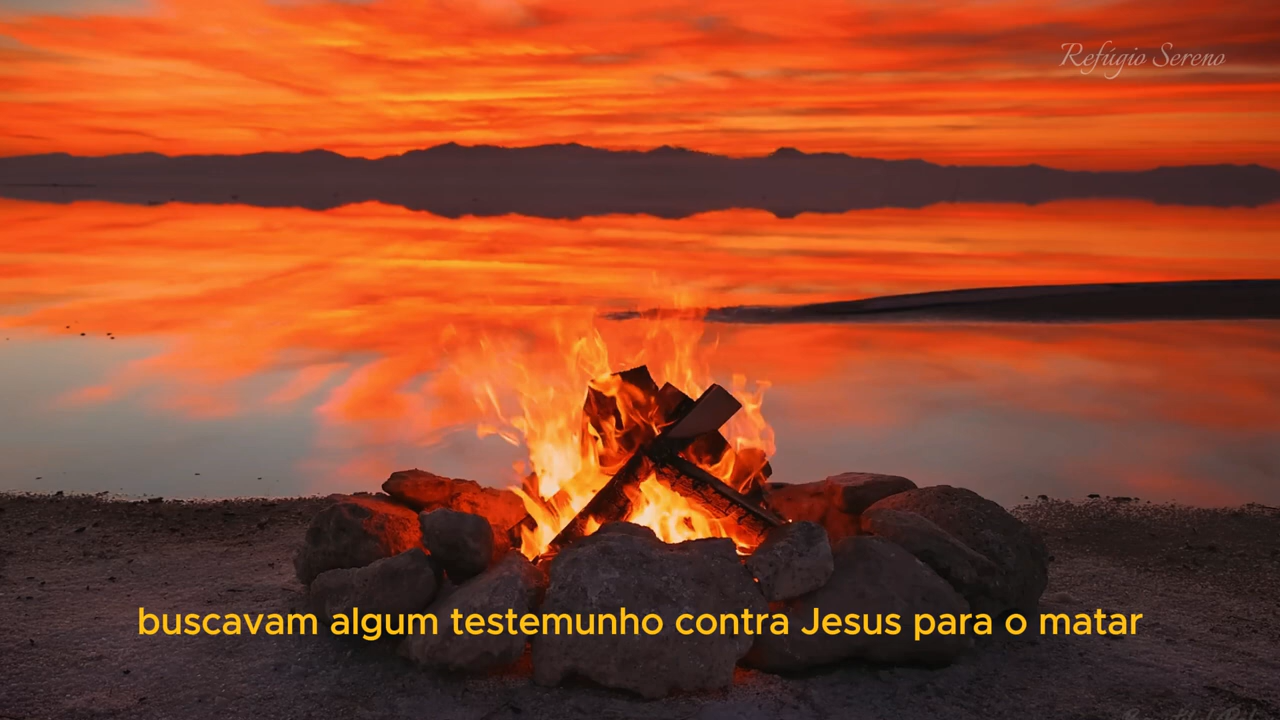 Refúgio Sereno
buscavam algum testemunho contra Jesus para o matar